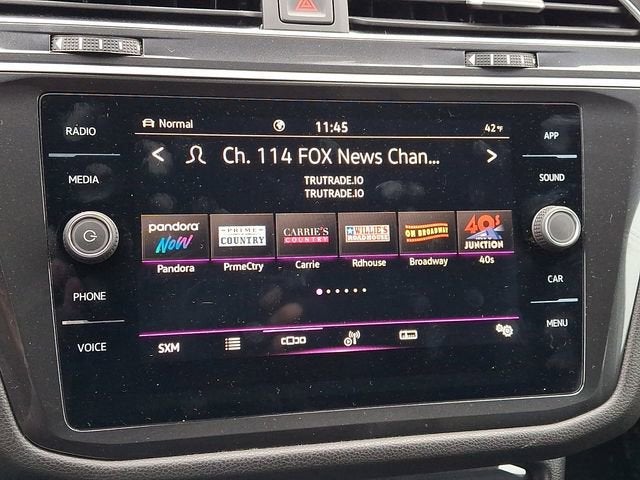 RADIO
MEDIA
PHONE
VOICE
Normal
11:45
42°F
Ch. 114 FOX News Chan...
TRUTRADE.IO
TRUTRADE.IO
pandora NOW
PRIME COUNTRY
CARRIE'S COUNTRY
WILLIE'S ROADHOUSE
ON BROADWAY
40s JUNCTION
Pandora
PrmeCtry
Carrie
Rdhouse
Broadway
40s
SXM
APP
SOUND
CAR
MENU